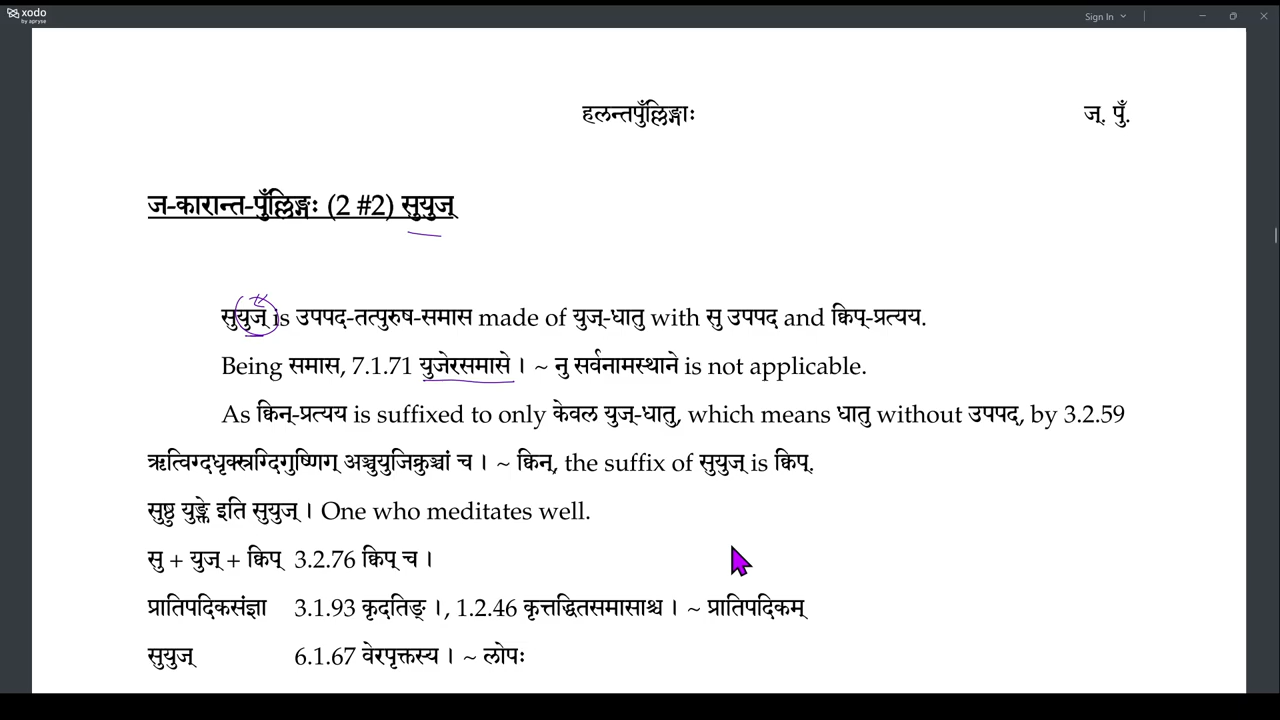 xodo
by apryse
Sign In
हलन्तपुँल्लिङ्गाः ज्. पुँ.
ज-कारान्त-पुँल्लिङ्गः (2 #2) सुयुज्
सुयुज् is उपपद-तत्पुरुष-समास made of युज्-धातु with सु उपपद and क्विप्-प्रत्यय.
Being समास, 7.1.71 युजेरसमासे । ~ नु सर्वनामस्थाने is not applicable.
As क्विन्-प्रत्यय is suffixed to only केवल युज्-धातु, which means धातु without उपपद, by 3.2.59
ऋत्विग्दधृक्स्रग्दिगुष्णिग् अञ्चुयुजिक्रुञ्चां च । ~ क्विन्, the suffix of सुयुज् is क्विप्.
सुष्ठु युङ्क्ते इति सुयुज् । One who meditates well.
सु + युज् + क्विप् 3.2.76 क्विप् च ।
प्रातिपदिकसंज्ञा 3.1.93 कृदतिङ् ।, 1.2.46 कृत्तद्धितसमासाश्च । ~ प्रातिपदिकम्
सुयुज् 6.1.67 वेरपृक्तस्य । ~ लोपः